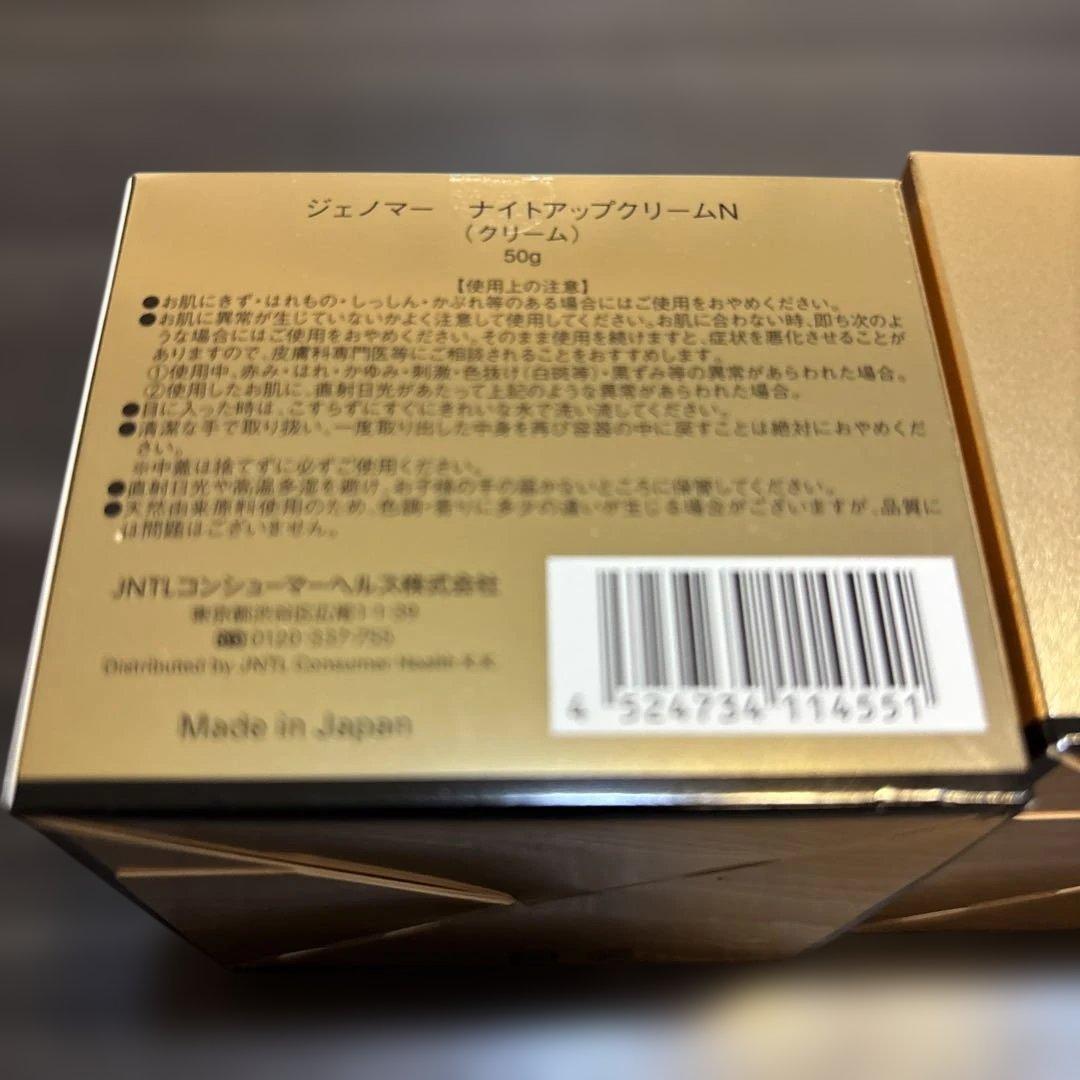 ジェノマー ナイトアップクリームN
（クリーム）
50g
【使用上の注意】
●お肌にきず・はれもの・しっしん・かぶれ等のある場合にはご使用をおやめください。
●お肌に異常が生じていないかよく注意して使用してください。お肌に合わない時、即ち次のよ
うな場合にはご使用をおやめください。そのまま使用を続けますと、症状を悪化させることが
ありますので、皮膚科専門医等にご相談されることをおすすめします。
①使用中、赤み・はれ・かゆみ・刺激・色抜け（白斑等）・黒ずみ等の異常があらわれた場合。
②使用したお肌に、直射日光があたって上記のような異常があらわれた場合。
●目に入った時は、こすらずにすぐにきれいな水で洗い流してください。
●清潔な手で取り扱い、一度取り出した中身を再び容器の中に戻すことは絶対におやめくだ
さい。
※中蓋は捨てずに必ずご使用ください。
●直射日光や高温多湿を避け、お子様の手の届かないところに保管してください。
●天然由来原料使用のため、色調・香りに多少の違いが生じる場合がございますが、品質に
は問題はございません。
JNTLコンシューマーヘルス株式会社
東京都渋谷区広尾1-1-39
0120-337-755
Distributed by JNTL Consumer Health K.K.
Made in Japan
4 524734 114551